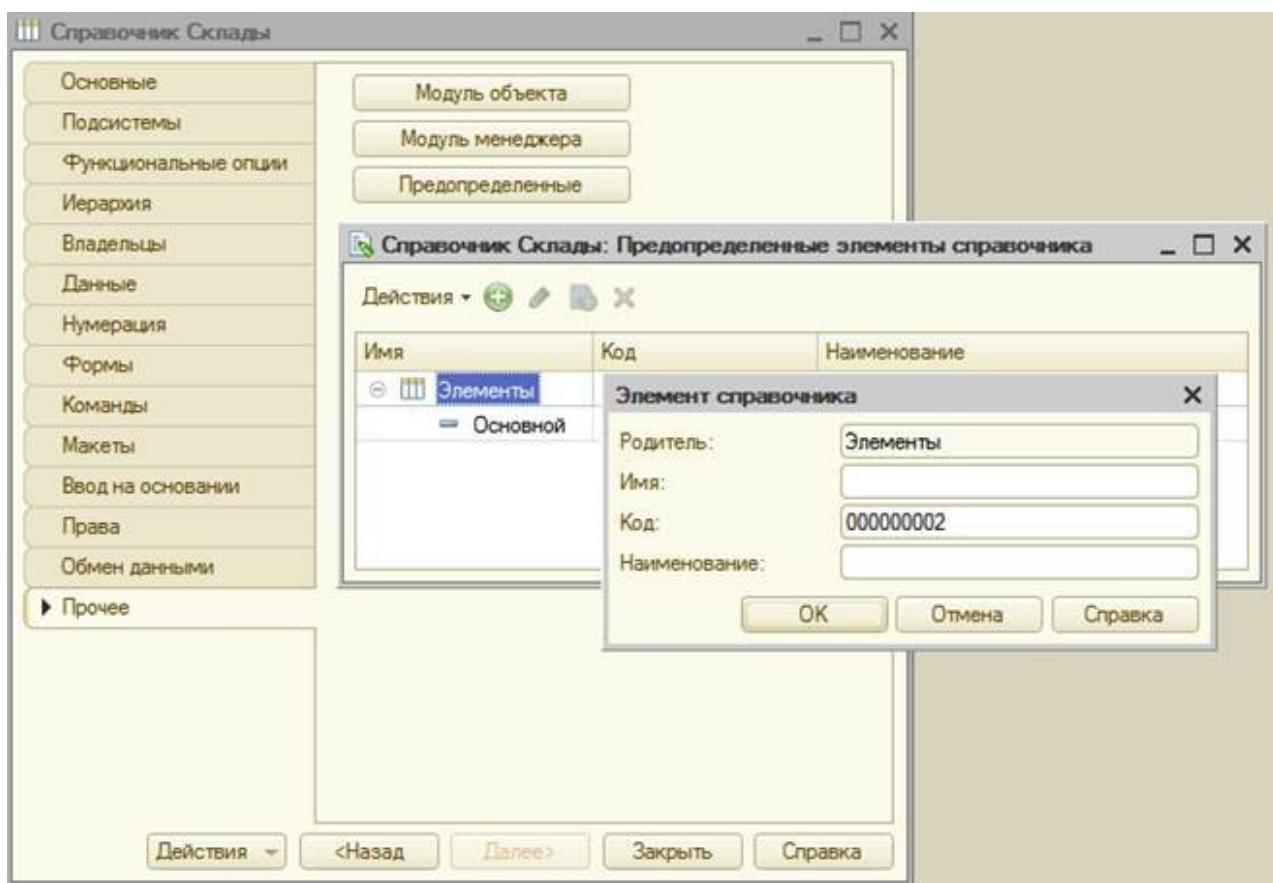 Справочник Склады
Основные
Подсистемы
Функциональные опции
Иерархия
Владельцы
Данные
Нумерация
Формы
Команды
Макеты
Ввод на основании
Права
Обмен данными
Прочее
Модуль объекта
Модуль менеджера
Предопределенные
Справочник Склады: Предопределенные элементы справочника
Действия
Имя Код Наименование
Элементы
Основной
Элемент справочника
Родитель: Элементы
Имя:
Код: 000000002
Наименование:
ОК Отмена Справка
Действия <Назад Далее> Закрыть Справка